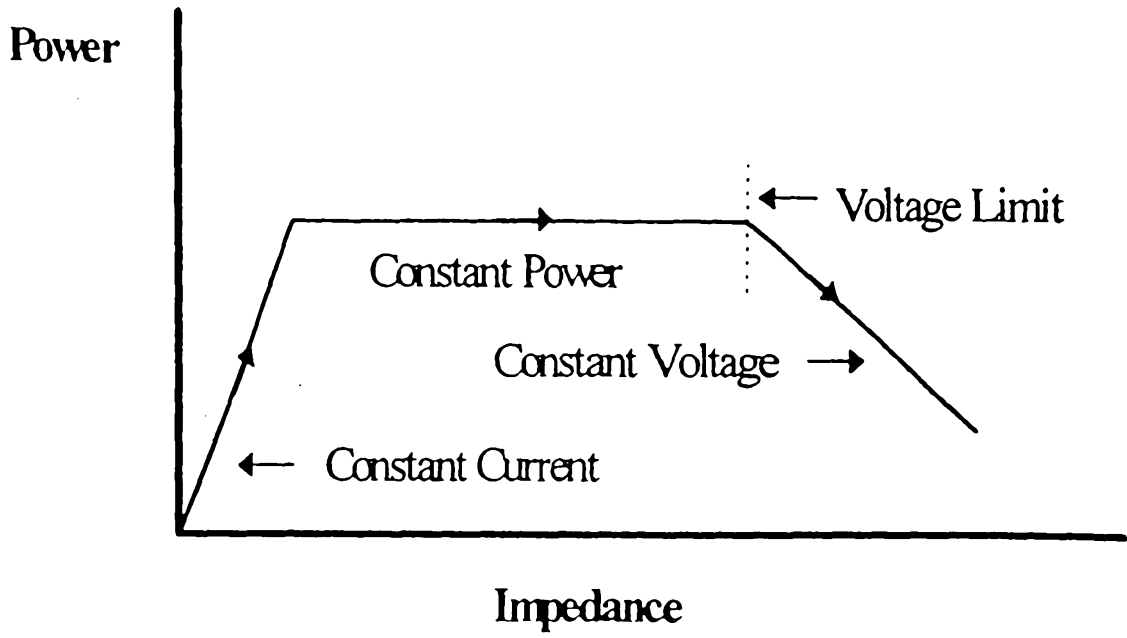 Power
Voltage Limit
Constant Power
Constant Voltage
Constant Current
Impedance